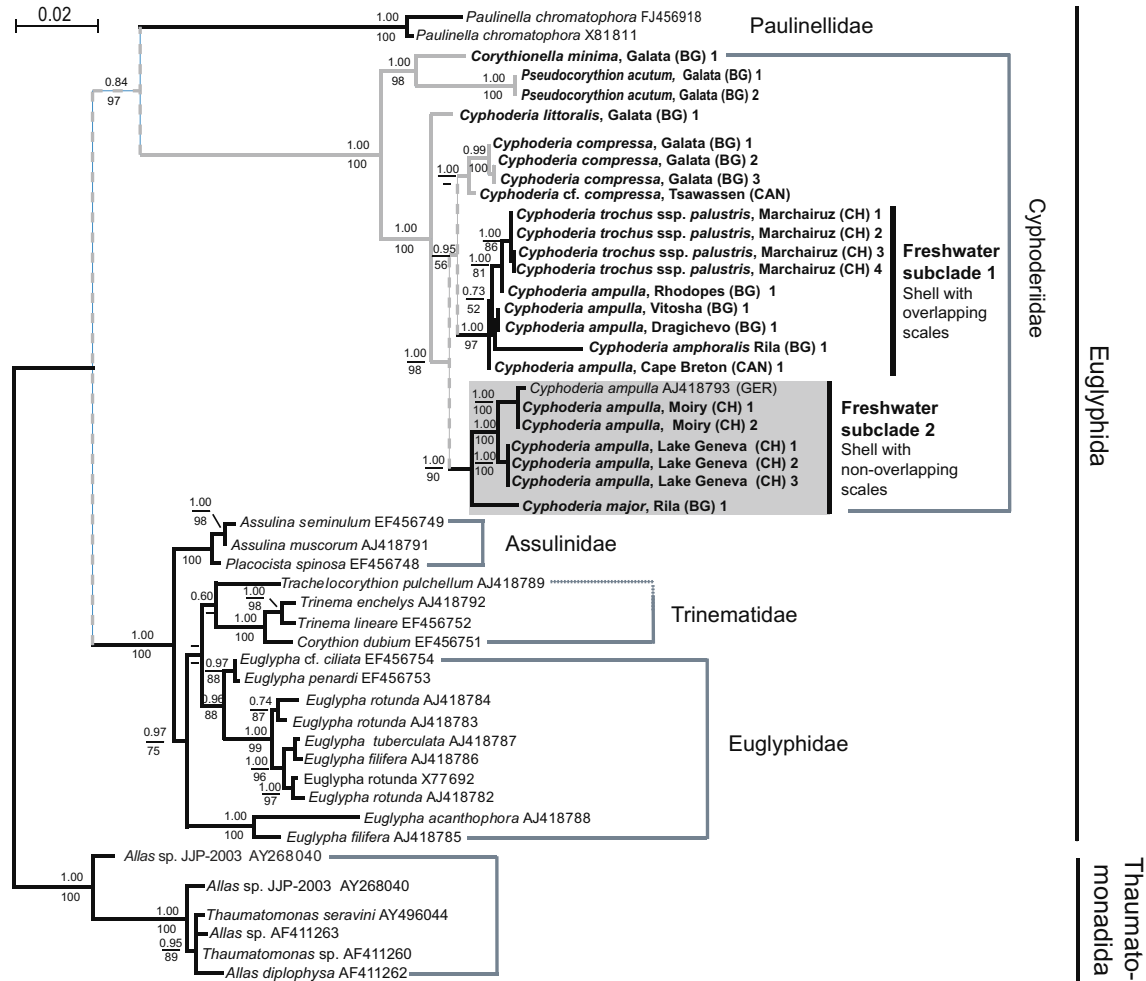 0.02
1.00
100
Paulinella chromatophora FJ456918
Paulinella chromatophora X81811
Paulinellidae
0.84
97
1.00
98
Corythionella minima, Galata (BG) 1
1.00
100
Pseudocorythion acutum, Galata (BG) 1
Pseudocorythion acutum, Galata (BG) 2
Cyphoderia littoralis, Galata (BG) 1
1.00
100
0.99
100
Cyphoderia compressa, Galata (BG) 1
Cyphoderia compressa, Galata (BG) 2
Cyphoderia compressa, Galata (BG) 3
1.00
–
Cyphoderia cf. compressa, Tsawassen (CAN)
1.00
100
0.95
56
Cyphoderia trochus ssp. palustris, Marchairuz (CH) 1
Cyphoderia trochus ssp. palustris, Marchairuz (CH) 2
Cyphoderia trochus ssp. palustris, Marchairuz (CH) 3
Cyphoderia trochus ssp. palustris, Marchairuz (CH) 4
1.00
86
1.00
81
Cyphoderia ampulla, Rhodopes (BG) 1
0.73
52
Cyphoderia ampulla, Vitosha (BG) 1
Cyphoderia ampulla, Dragichevo (BG) 1
1.00
97
Cyphoderia amphoralis Rila (BG) 1
Cyphoderia ampulla, Cape Breton (CAN) 1
Freshwater
subclade 1
Shell with
overlapping
scales
Cyphoderiidae
1.00
98
Cyphoderia ampulla AJ418793 (GER)
Cyphoderia ampulla, Moiry (CH) 1
Cyphoderia ampulla, Moiry (CH) 2
1.00
100
1.00
100
1.00
100
Cyphoderia ampulla, Lake Geneva (CH) 1
Cyphoderia ampulla, Lake Geneva (CH) 2
Cyphoderia ampulla, Lake Geneva (CH) 3
1.00
90
Cyphoderia major, Rila (BG) 1
Freshwater
subclade 2
Shell with
non-overlapping
scales
Euglyphida
1.00
98
Assulina seminulum EF456749
Assulina muscorum AJ418791
100
Placocista spinosa EF456748
Assulinidae
Trachelocorythion pulchellum AJ418789
0.60
–
1.00
98
Trinema enchelys AJ418792
Trinema lineare EF456752
1.00
100
Corythion dubium EF456751
Trinematidae
1.00
100
–
–
0.97
88
Euglypha cf. ciliata EF456754
Euglypha penardi EF456753
0.96
88
0.74
87
Euglypha rotunda AJ418784
Euglypha rotunda AJ418783
0.97
75
1.00
99
Euglypha tuberculata AJ418787
Euglypha filifera AJ418786
1.00
96
Euglypha rotunda X77692
1.00
97
Euglypha rotunda AJ418782
Euglyphidae
1.00
100
Euglypha acanthophora AJ418788
Euglypha filifera AJ418785
Allas sp. JJP-2003 AY268040
1.00
100
Allas sp. JJP-2003 AY268040
1.00
100
Thaumatomonas seravini AY496044
Allas sp. AF411263
0.95
89
Thaumatomonas sp. AF411260
Allas diplophysa AF411262
Thaumato-
monadida